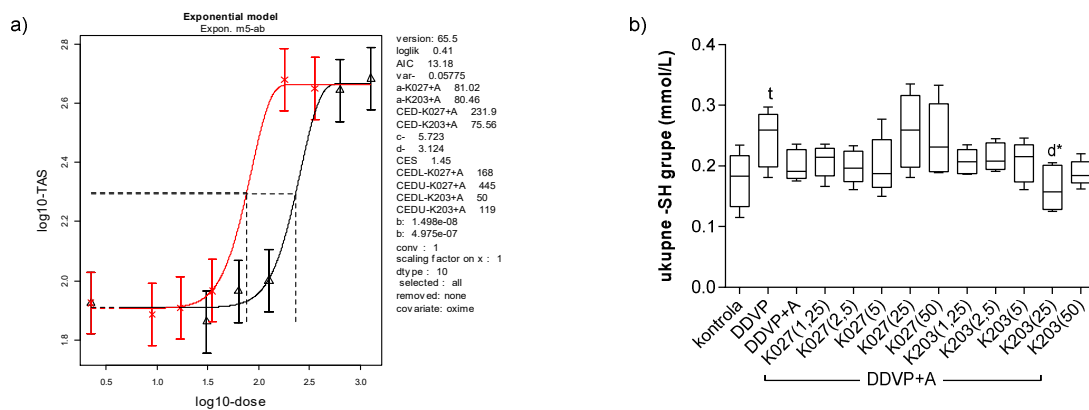 a)
Exponential model
Expon. m5-ab
log10-TAS
2.8
2.6
2.4
2.2
2.0
1.8
0.5 1.0 1.5 2.0 2.5 3.0
log10-dose
version: 65.5
loglik 0.41
AIC 13.18
var- 0.05775
a-K027+A 81.02
a-K203+A 80.46
CED-K027+A 231.9
CED-K203+A 75.56
c- 5.723
d- 3.124
CES 1.45
CEDL-K027+A 168
CEDU-K027+A 445
CEDL-K203+A 50
CEDU-K203+A 119
b: 1.498e-08
b: 4.975e-07
conv : 1
scaling factor on x : 1
dtype : 10
selected : all
removed: none
covariate: oxime
b)
ukupne -SH grupe (mmol/L)
0.4
0.3
0.2
0.1
0.0
t
d*
kontrola
DDVP
DDVP+A
K027(1,25)
K027(2,5)
K027(5)
K027(25)
K027(50)
K203(1,25)
K203(2,5)
K203(5)
K203(25)
K203(50)
DDVP+A